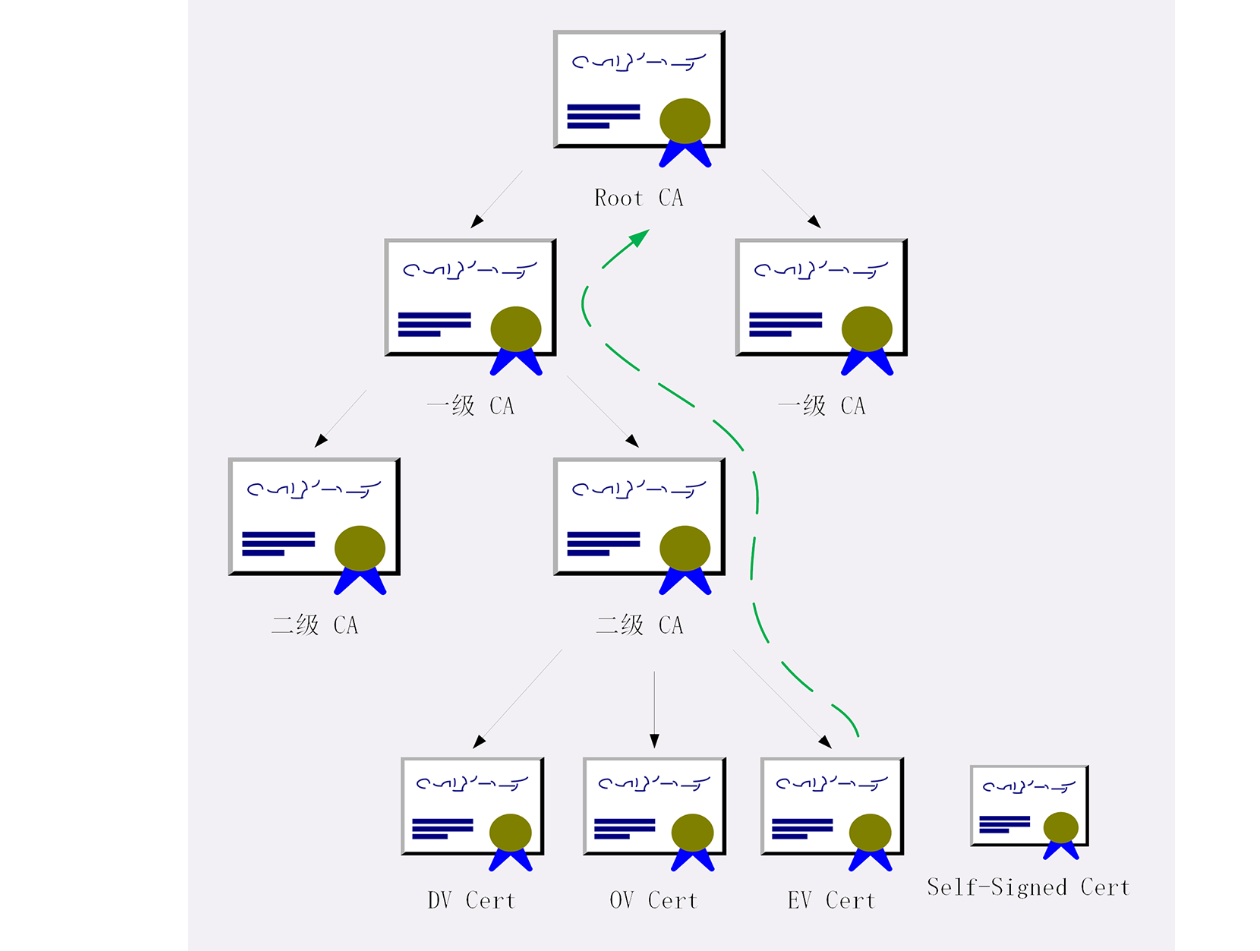 Root CA
一级 CA
一级 CA
二级 CA
二级 CA
DV Cert
OV Cert
EV Cert
Self-Signed Cert